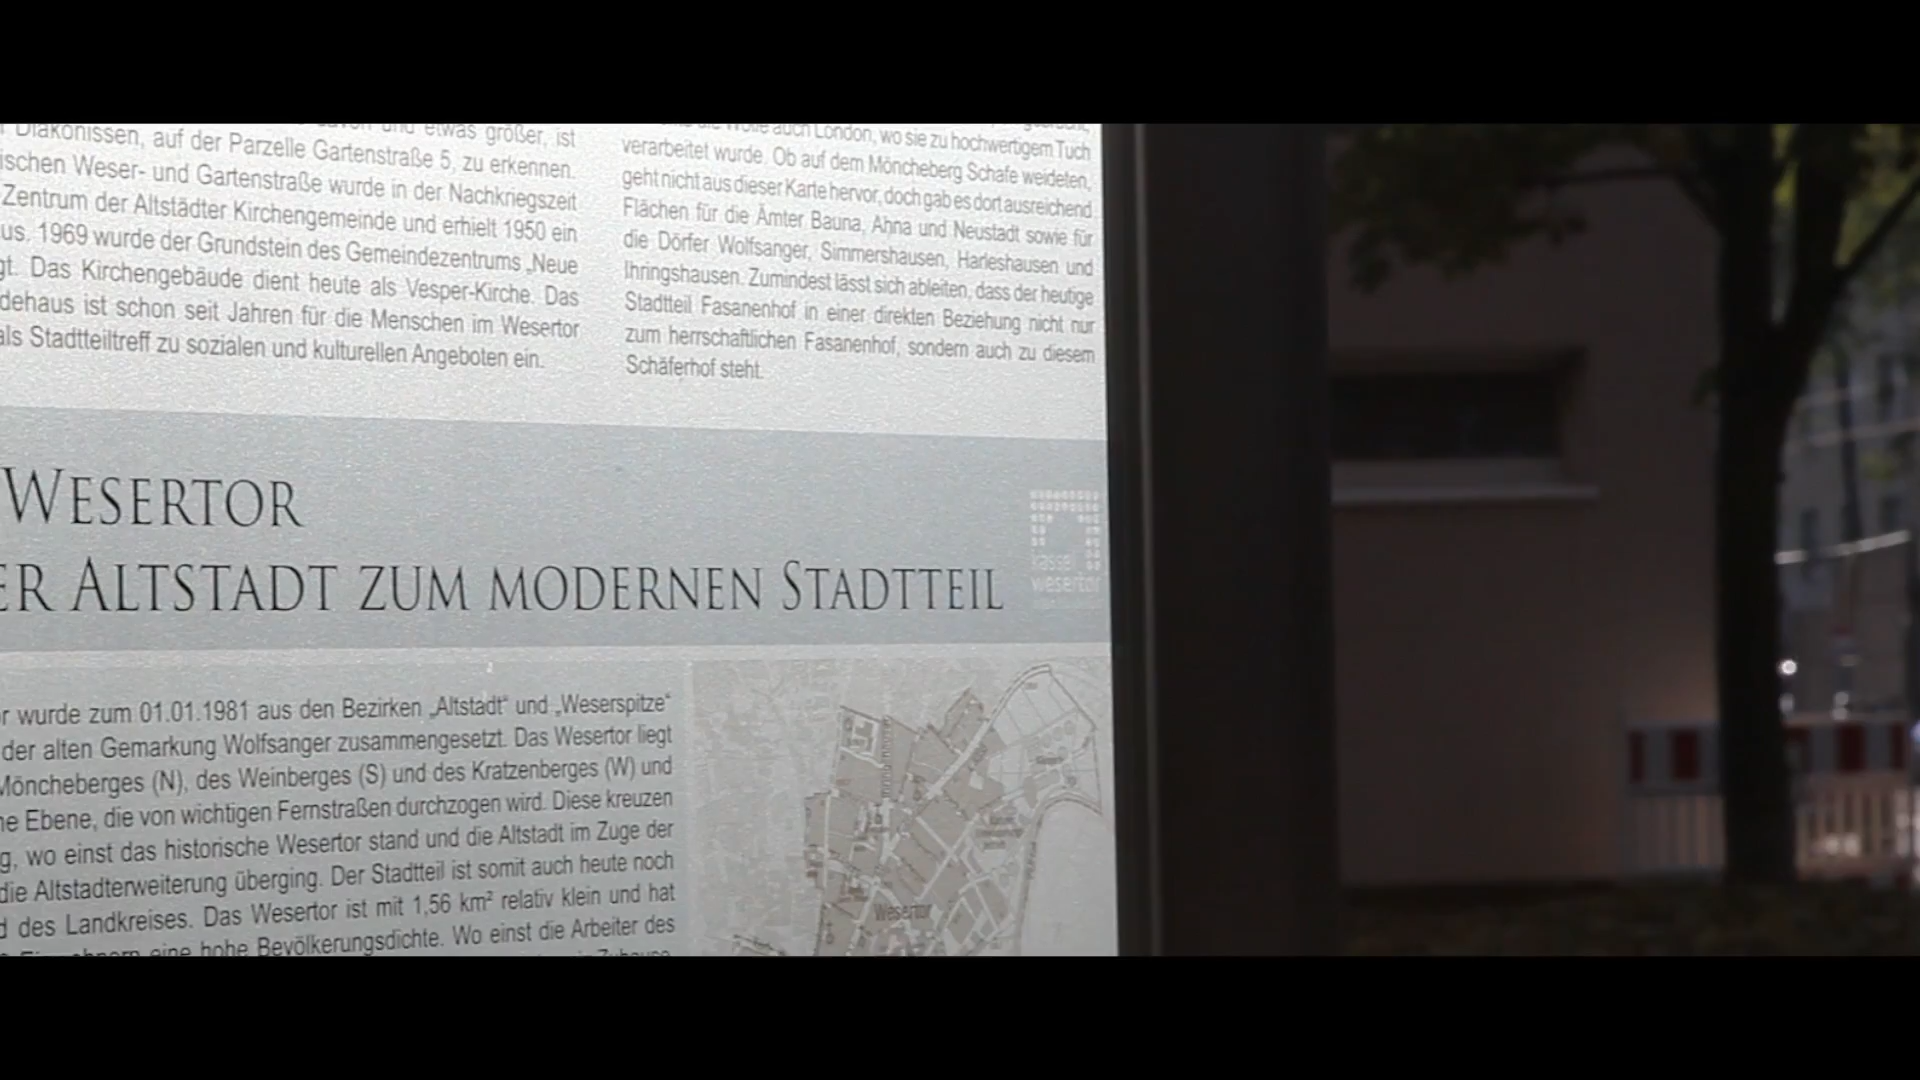 Diakonissen, auf der Parzelle Gartenstraße 5, zu erkennen.
ischen Weser- und Gartenstraße wurde in der Nachkriegszeit
Zentrum der Altstädter Kirchengemeinde und erhielt 1950 ein
us. 1969 wurde der Grundstein des Gemeindezentrums „Neue
gt. Das Kirchengebäude dient heute als Vesper-Kirche. Das
dehaus ist schon seit Jahren für die Menschen im Wesertor
als Stadtteiltreff zu sozialen und kulturellen Angeboten ein.
und etwas größer, ist
auch London, wo sie zu hochwertigem Tuch
verarbeitet wurde. Ob auf dem Möncheberg Schafe weideten,
geht nicht aus dieser Karte hervor, doch gab es dort ausreichend
Flächen für die Ämter Bauna, Ahna und Neustadt sowie für
die Dörfer Wolfsanger, Simmershausen, Harleshausen und
Ihringshausen. Zumindest lässt sich ableiten, dass der heutige
Stadtteil Fasanenhof in einer direkten Beziehung nicht nur
zum herrschaftlichen Fasanenhof, sondern auch zu diesem
Schäferhof steht.
WESERTOR
ER ALTSTADT ZUM MODERNEN STADTTEIL
kassel
wesertor
r wurde zum 01.01.1981 aus den Bezirken „Altstadt“ und „Weserspitze“
der alten Gemarkung Wolfsanger zusammengesetzt. Das Wesertor liegt
Möncheberges (N), des Weinberges (S) und des Kratzenberges (W) und
ne Ebene, die von wichtigen Fernstraßen durchzogen wird. Diese kreuzen
g, wo einst das historische Wesertor stand und die Altstadt im Zuge der
die Altstadterweiterung überging. Der Stadtteil ist somit auch heute noch
d des Landkreises. Das Wesertor ist mit 1,56 km² relativ klein und hat
eine hohe Bevölkerungsdichte. Wo einst die Arbeiter des
Wesertor